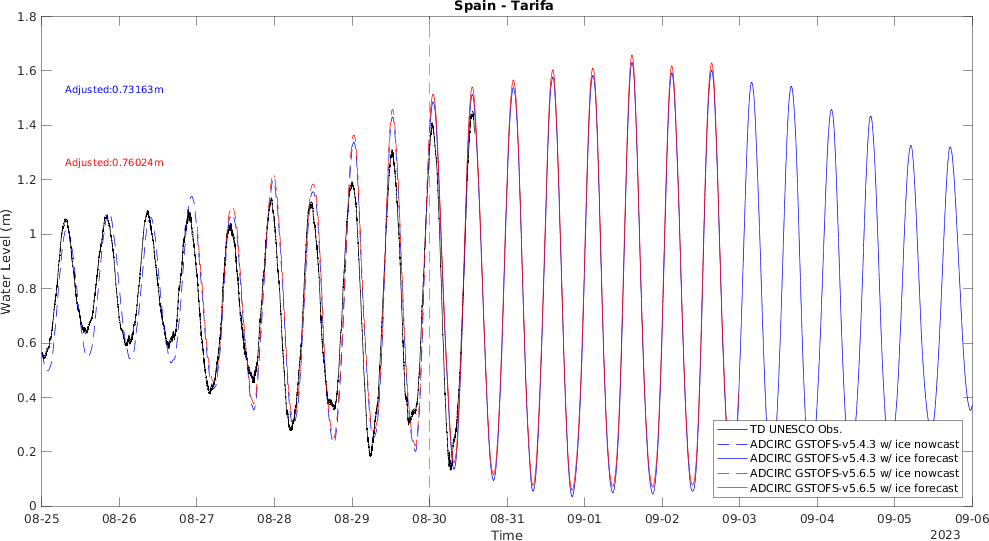 Spain - Tarifa
1.8
1.6
1.4
1.2
1
0.8
0.6
0.4
0.2
0
Water Level (m)
Adjusted:0.73163m
Adjusted:0.76024m
TD UNESCO Obs.
ADCIRC GSTOFS-v5.4.3 w/ ice nowcast
ADCIRC GSTOFS-v5.4.3 w/ ice forecast
ADCIRC GSTOFS-v5.6.5 w/ ice nowcast
ADCIRC GSTOFS-v5.6.5 w/ ice forecast
08-25 08-26 08-27 08-28 08-29 08-30 08-31 09-01 09-02 09-03 09-04 09-05 09-06
Time
2023